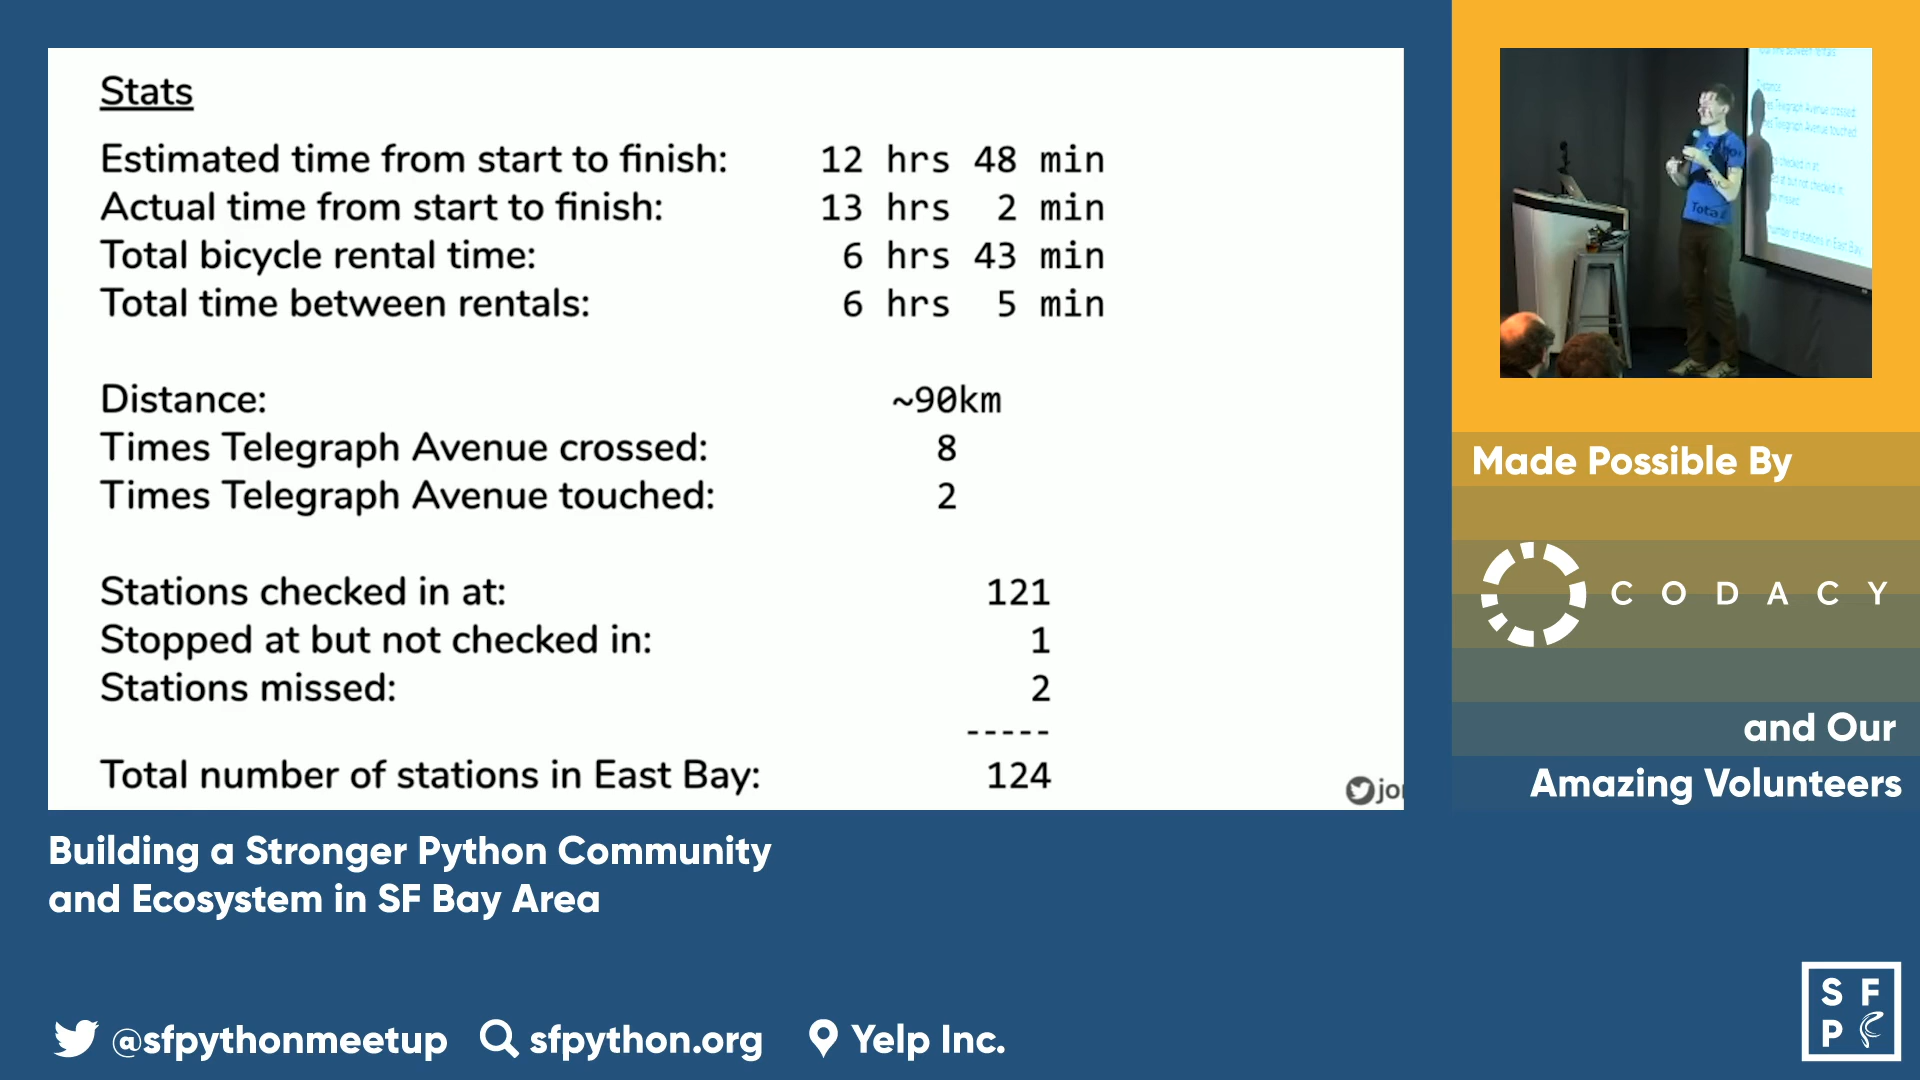 Stats
Estimated time from start to finish: 12 hrs 48 min
Actual time from start to finish: 13 hrs 2 min
Total bicycle rental time: 6 hrs 43 min
Total time between rentals: 6 hrs 5 min
Distance: ~90km
Times Telegraph Avenue crossed: 8
Times Telegraph Avenue touched: 2
Stations checked in at: 121
Stopped at but not checked in: 1
Stations missed: 2
-----
Total number of stations in East Bay: 124
Made Possible By
CODACY
and Our
Amazing Volunteers
Building a Stronger Python Community
and Ecosystem in SF Bay Area
@sfpythonmeetup sfpython.org Yelp Inc.
S F
P